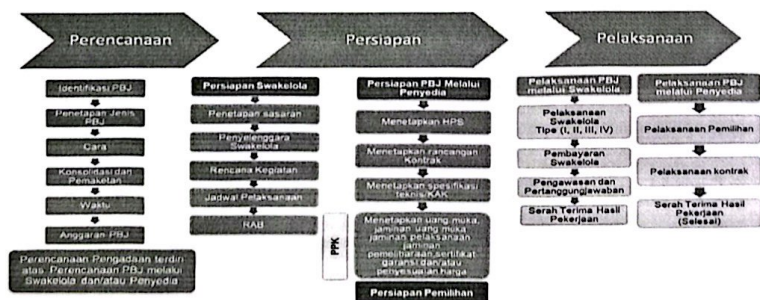 Perencanaan
Persiapan
Pelaksanaan
Identifikasi PBJ
Penetapan Jenis
PBJ
Cara
Konsolidasi dan
Pemaketan
Waktu
Anggaran PBJ
Perencanaan Pengadaan terdiri
atas Perencanaan PBJ melalui
Swakelola dan/atau Penyedia
Persiapan Swakelola
Penetapan sasaran
Penyelenggara
Swakelola
Rencana Kegiatan
Jadwal Pelaksanaan
RAB
Persiapan PBJ Melalui
Penyedia
Menetapkan HPS
Menetapkan rancangan
Kontrak
Menetapkan spesifikasi
teknis/KAK
PPK
Menetapkan uang muka,
jaminan uang muka
jaminan pelaksanaan
jaminan
pemeliharaan,sertifikat
garansi dan/atau
penyesuaian harga
Persiapan Pemilihan
Pelaksanaan PBJ
melalui Swakelola
Pelaksanaan
Swakelola
Tipe (I, II, III, IV)
Pembayaran
Swakelola
Pengawasan dan
Pertanggungjawaban
Serah Terima Hasil
Pekerjaan
Pelaksanaan PBJ
melalui Penyedia
Pelaksanaan Pemilihan
Pelaksanaan kontrak
Serah Terima Hasil
Pekerjaan
(Selesai)